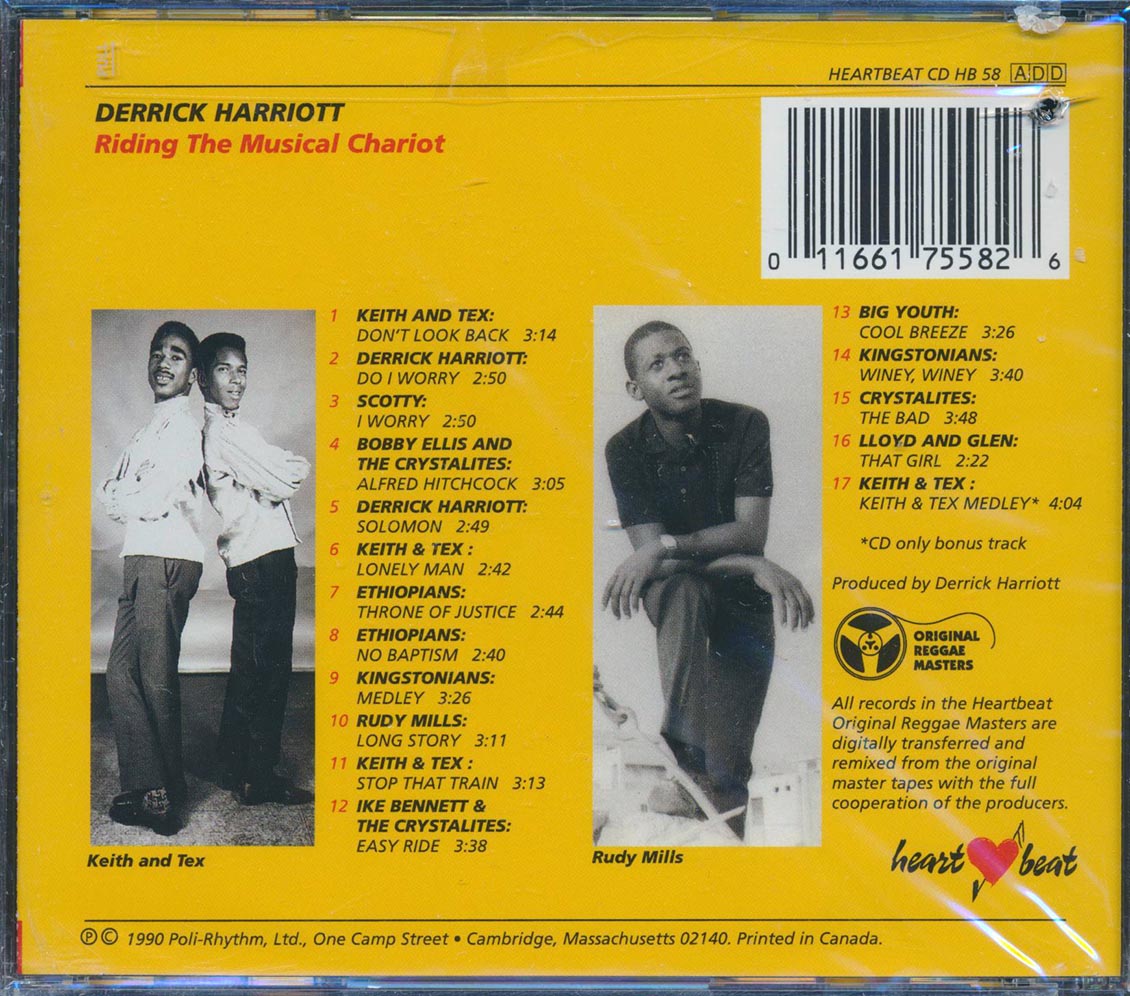 HEARTBEAT CD HB 58 ADD
DERRICK HARRIOTT
Riding The Musical Chariot
0 11661 75582 6
1 KEITH AND TEX:
DON'T LOOK BACK 3:14
2 DERRICK HARRIOTT:
DO I WORRY 2:50
3 SCOTTY:
I WORRY 2:50
4 BOBBY ELLIS AND
THE CRYSTALITES:
ALFRED HITCHCOCK 3:05
5 DERRICK HARRIOTT:
SOLOMON 2:49
6 KEITH & TEX :
LONELY MAN 2:42
7 ETHIOPIANS:
THRONE OF JUSTICE 2:44
8 ETHIOPIANS:
NO BAPTISM 2:40
9 KINGSTONIANS:
MEDLEY 3:26
10 RUDY MILLS:
LONG STORY 3:11
11 KEITH & TEX :
STOP THAT TRAIN 3:13
12 IKE BENNETT &
THE CRYSTALITES:
EASY RIDE 3:38
Keith and Tex
Rudy Mills
13 BIG YOUTH:
COOL BREEZE 3:26
14 KINGSTONIANS:
WINEY, WINEY 3:40
15 CRYSTALITES:
THE BAD 3:48
16 LLOYD AND GLEN:
THAT GIRL 2:22
17 KEITH & TEX :
KEITH & TEX MEDLEY* 4:04
*CD only bonus track
Produced by Derrick Harriott
ORIGINAL
REGGAE
MASTERS
All records in the Heartbeat
Original Reggae Masters are
digitally transferred and
remixed from the original
master tapes with the full
cooperation of the producers.
heart beat
℗© 1990 Poli-Rhythm, Ltd., One Camp Street • Cambridge, Massachusetts 02140. Printed in Canada.